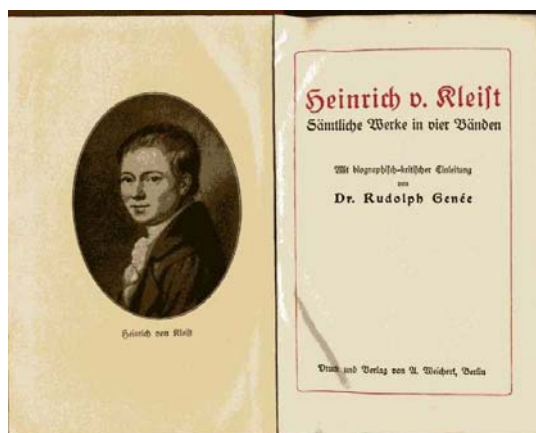 Heinrich von Kleist
Heinrich v. Kleist
Sämtliche Werke in vier Bänden
Mit biographisch-kritischer Einleitung
von
Dr. Rudolph Genée
Druck und Verlag von A. Weichert, Berlin